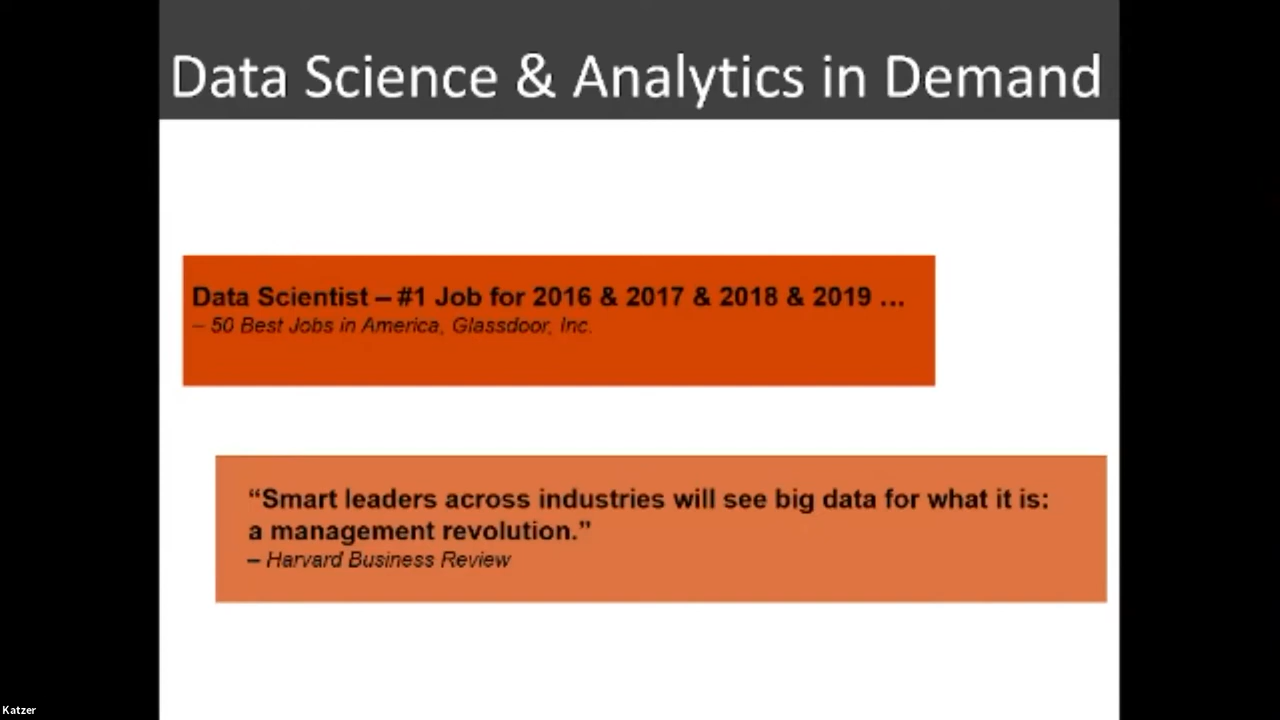 Data Science & Analytics in Demand
Data Scientist – #1 Job for 2016 & 2017 & 2018 & 2019 ...
– 50 Best Jobs in America, Glassdoor, Inc.
“Smart leaders across industries will see big data for what it is:
a management revolution.”
– Harvard Business Review
Katzer